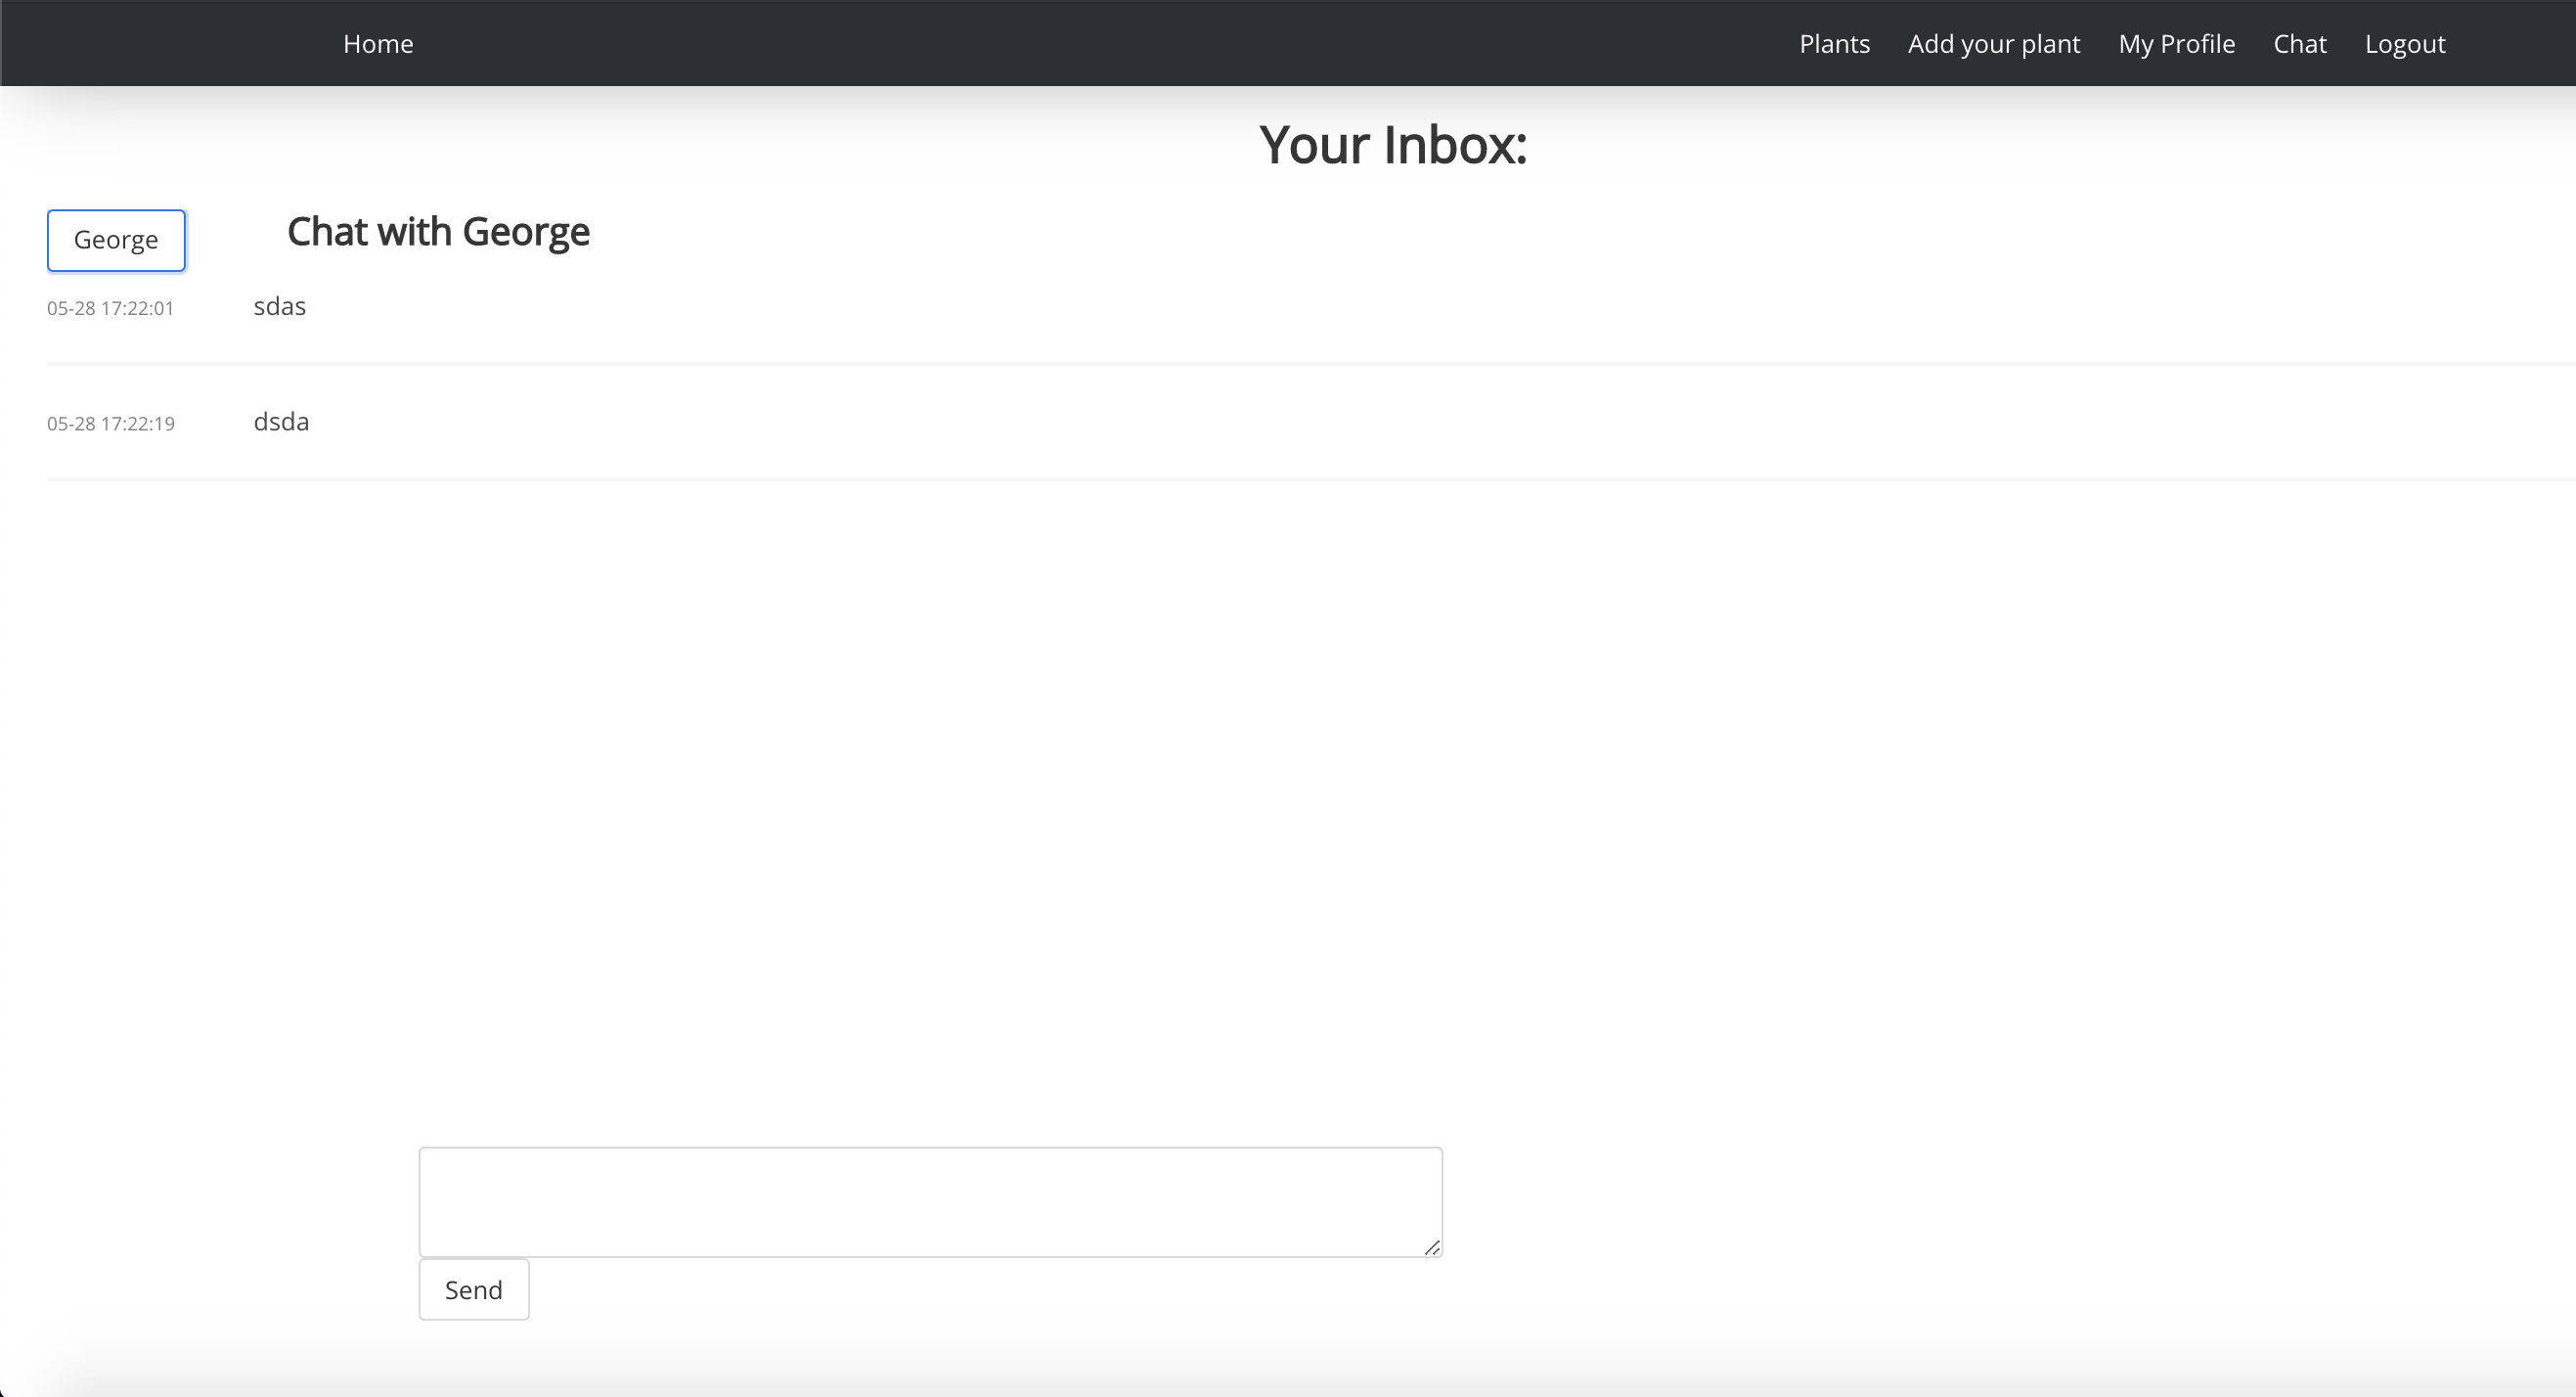 Home Plants Add your plant My Profile Chat Logout
Your Inbox:
George Chat with George
05-28 17:22:01 sdas
05-28 17:22:19 dsda
Send